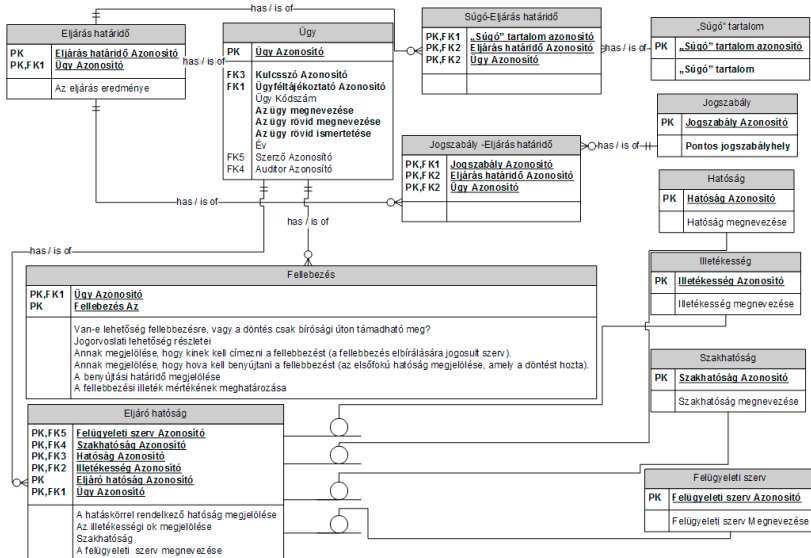 has / is of
Eljárás határidő
PK Eljárás határidő Azonosító
PK,FK1 Ügy Azonosító
Az eljárás eredménye
has / is of
Ügy
PK Ügy Azonosító
FK3 Kulcsszó Azonosító
FK1 Ügyféltájékoztató Azonosító
Ügy Kódszám
Az ügy megnevezése
Az ügy rövid megnevezése
Az ügy rövid ismertetése
Év
FK5 Szerző Azonosító
FK4 Auditor Azonosító
Súgó-Eljárás határidő
PK,FK1 „Súgó” tartalom azonosító
PK,FK2 Eljárás határidő Azonosító
PK,FK2 Ügy Azonosító
has / is of
„Súgó” tartalom
PK „Súgó” tartalom azonosító
„Súgó” tartalom
Jogszabály
PK Jogszabály Azonosító
Pontos jogszabályhely
has / is of
Jogszabály -Eljárás határidő
PK,FK1 Jogszabály Azonosító
PK,FK2 Eljárás határidő Azonosító
PK,FK2 Ügy Azonosító
has / is of
Hatóság
PK Hatóság Azonosító
Hatóság megnevezése
has / is of
has / is of
Illetékesség
PK Illetékesség Azonosító
Illetékesség megnevezése
Fellebezés
PK,FK1 Ügy Azonosító
PK Fellebezés Az
Van-e lehetőség fellebbezésre, vagy a döntés csak bírósági úton támadható meg?
Jogorvoslati lehetőség részletei
Annak megjelölése, hogy kinek kell címezni a fellebbezést (a fellebbezés elbírálására jogosult szerv).
Annak megjelölése, hogy hova kell benyújtani a fellebbezést (az elsőfokú hatóság megjelölése, amely a döntést hozta).
A benyújtási határidő megjelölése
A fellebbezési illeték mértékének meghatározása
Szakhatóság
PK Szakhatóság Azonosító
Szakhatóság megnevezése
Eljáró hatóság
PK,FK5 Felügyeleti szerv Azonosító
PK,FK4 Szakhatóság Azonosító
PK,FK3 Hatóság Azonosító
PK,FK2 Illetékesség Azonosító
PK Eljáró hatóság Azonosító
PK,FK1 Ügy Azonosító
A hatáskörrel rendelkező hatóság megjelölése
Az illetékességi ok megjelölése
Szakhatóság
A felügyeleti szerv megnevezése
Felügyeleti szerv
PK Felügyeleti szerv Azonosító
Felügyeleti szerv Megnevezése